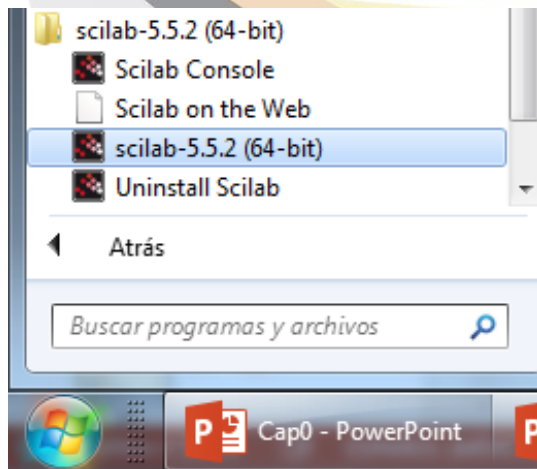 scilab-5.5.2 (64-bit)
Scilab Console
Scilab on the Web
scilab-5.5.2 (64-bit)
Uninstall Scilab
Atrás
Buscar programas y archivos
P Cap0 - PowerPoint P